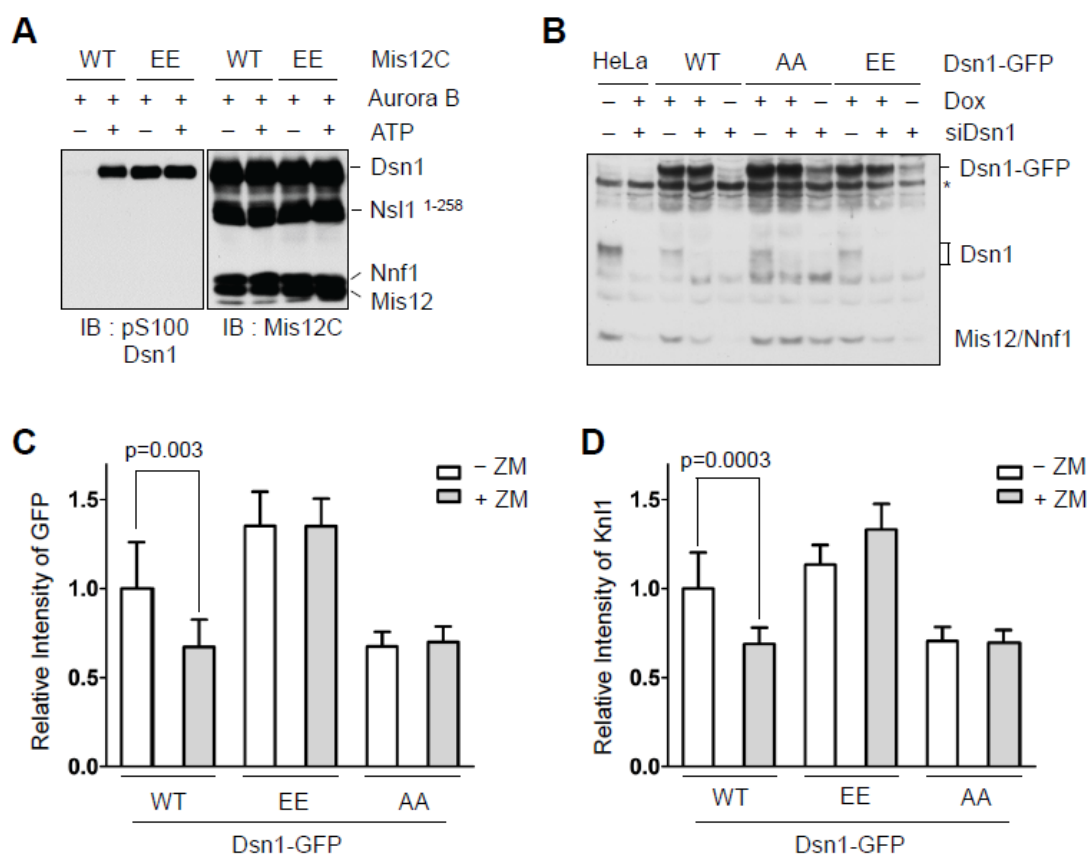 A
WT EE WT EE Mis12C
+ + + + + + + + Aurora B
– + – + – + – + ATP
Dsn1
Nsl1 1-258
Nnf1
Mis12
IB : pS100 Dsn1
IB : Mis12C
B
HeLa WT AA EE Dsn1-GFP
– + + + – + + – + + – Dox
– + – + + – + + – + + siDsn1
Dsn1-GFP
*
Dsn1
Mis12/Nnf1
C
p=0.003
– ZM
+ ZM
Relative Intensity of GFP
1.5
1.0
0.5
0.0
WT EE AA
Dsn1-GFP
D
p=0.0003
– ZM
+ ZM
Relative Intensity of Knl1
1.5
1.0
0.5
0.0
WT EE AA
Dsn1-GFP